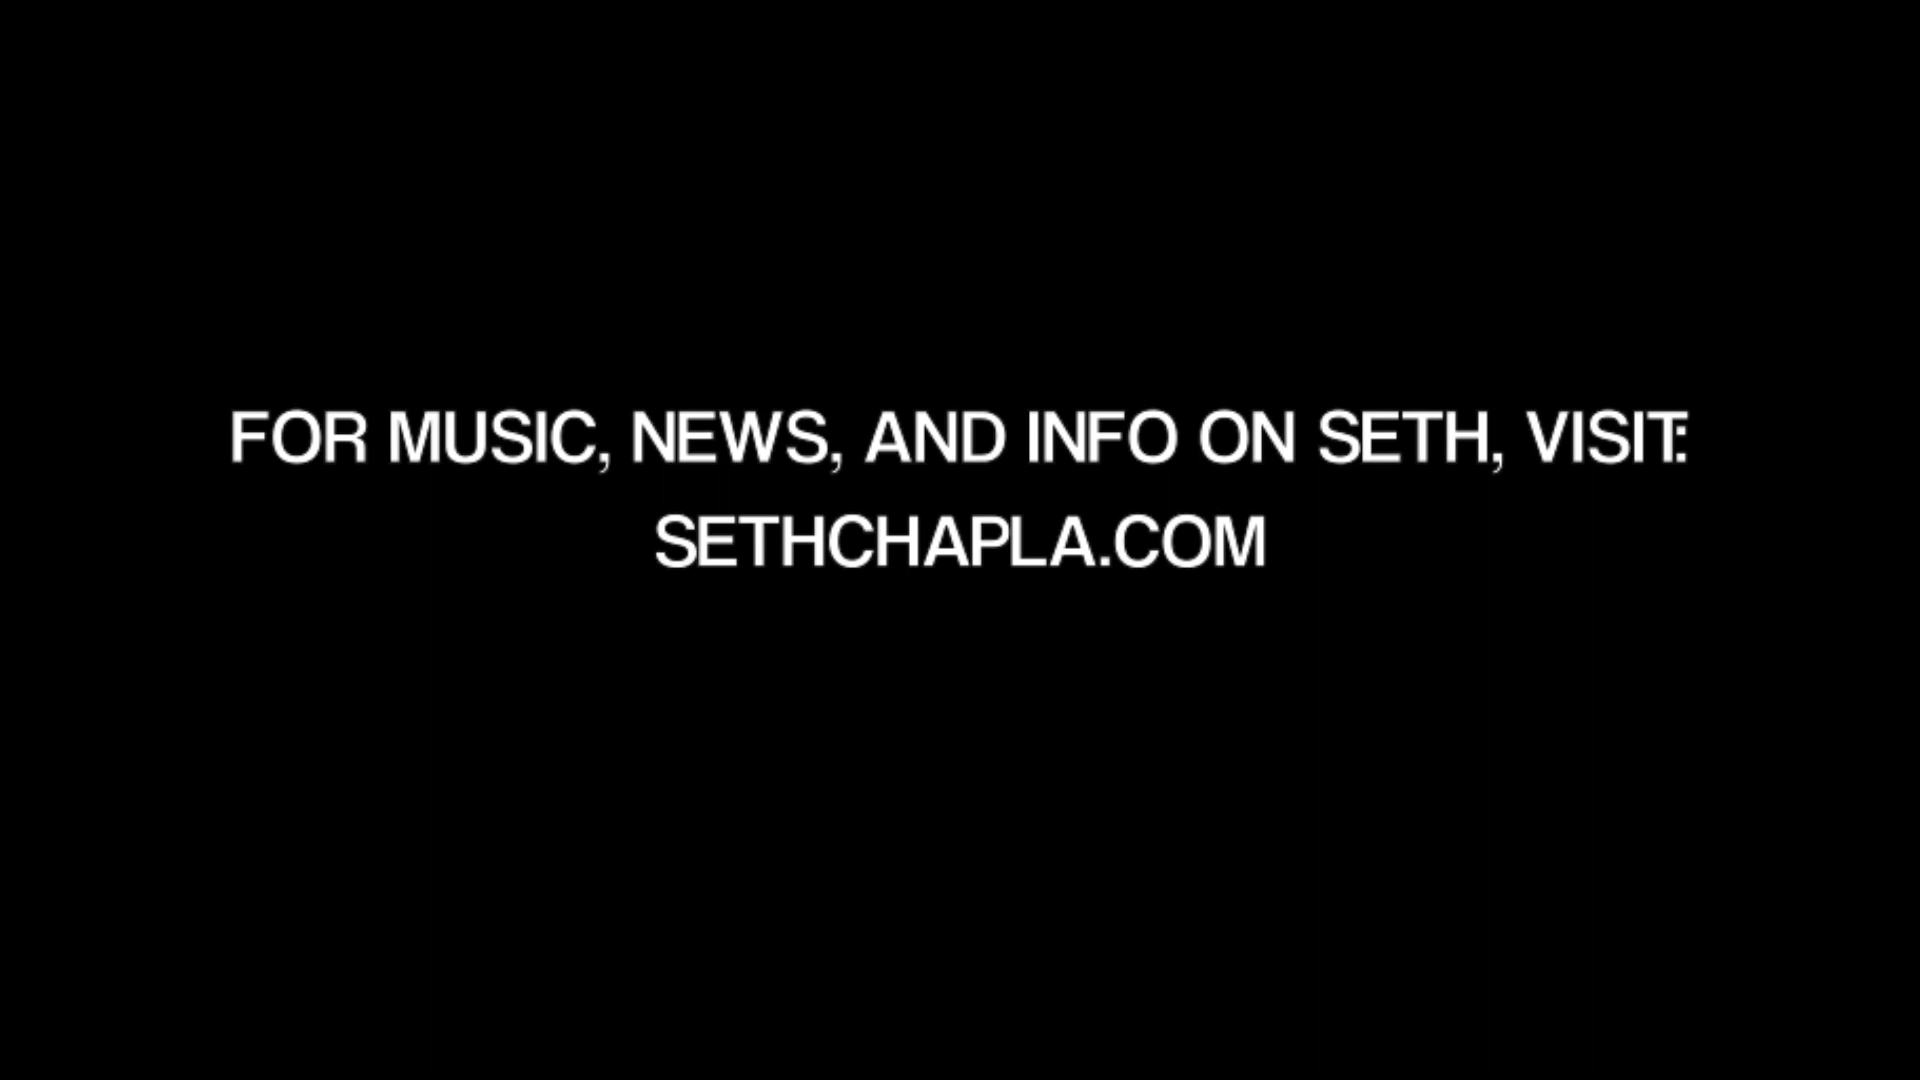 FOR MUSIC, NEWS, AND INFO ON SETH, VISIT:
SETHCHAPLA.COM